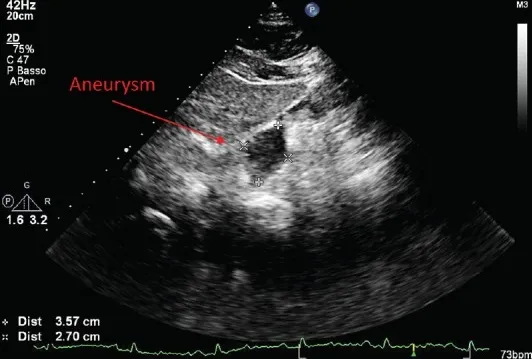 42Hz
20cm
2D
75%
C 47
P Basso
APen
P
M3
Aneurysm
G
P
R
1.6 3.2
+ Dist 3.57 cm
Dist 2.70 cm
73bpm